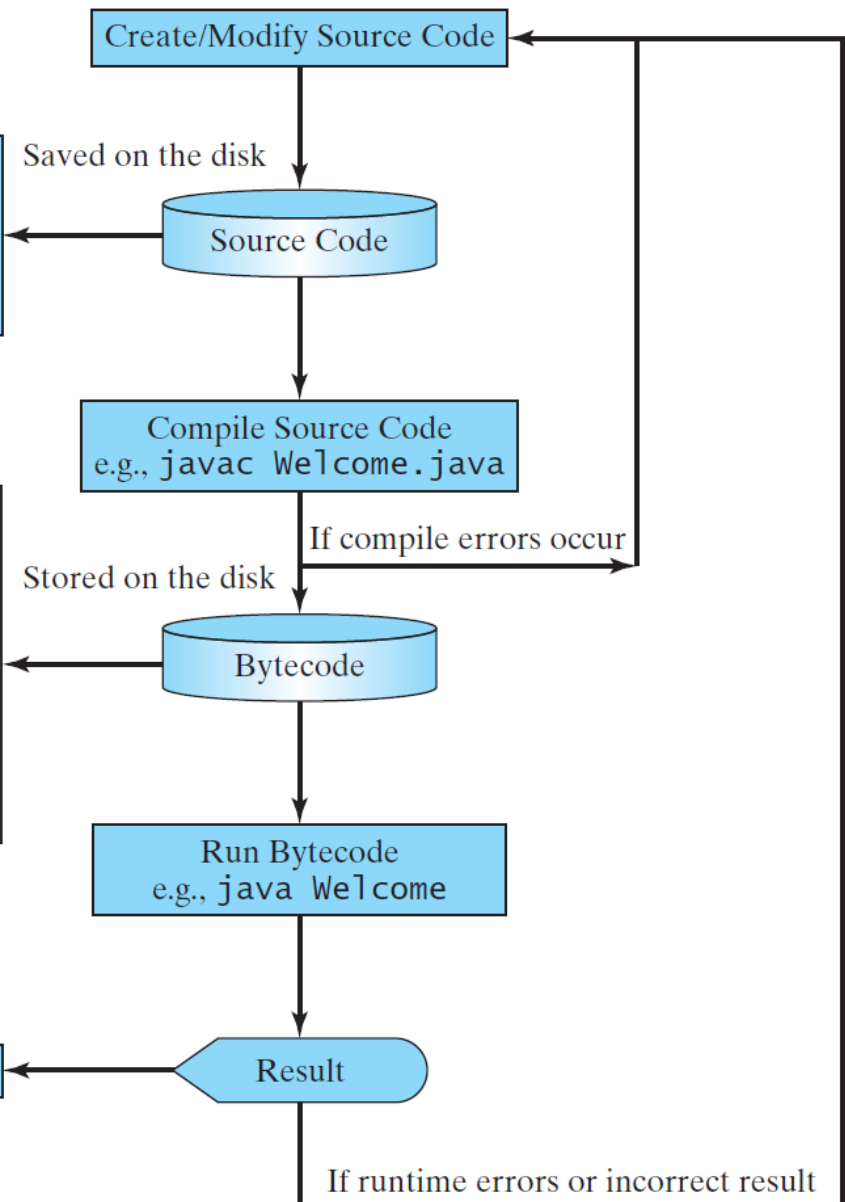 Create/Modify Source Code
Saved on the disk
Source Code
Compile Source Code
e.g., javac Welcome.java
If compile errors occur
Stored on the disk
Bytecode
Run Bytecode
e.g., java Welcome
Result
If runtime errors or incorrect result